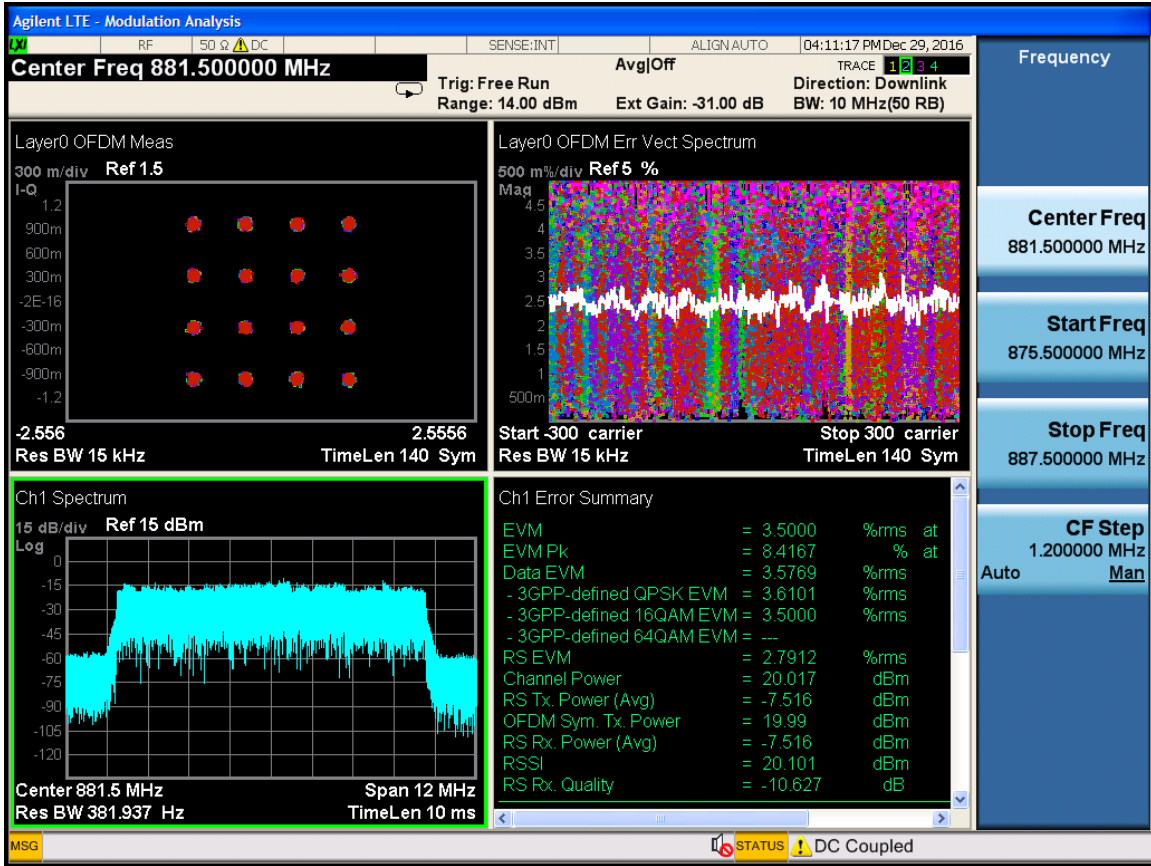 Agilent LTE - Modulation Analysis
LXI RF 50 Ω DC SENSE:INT ALIGN AUTO 04:11:17 PM Dec 29, 2016
Center Freq 881.500000 MHz
Avg|Off
TRACE 1 2 3 4
Trig: Free Run
Direction: Downlink
Range: 14.00 dBm Ext Gain: -31.00 dB BW: 10 MHz(50 RB)
Layer0 OFDM Meas
300 m/div Ref 1.5
I-Q
1.2
900m
600m
300m
-2E-16
-300m
-600m
-900m
-1.2
-2.556 2.5556
Res BW 15 kHz TimeLen 140 Sym
Layer0 OFDM Err Vect Spectrum
500 m%/div Ref 5 %
Mag
4.5
4
3.5
3
2.5
2
1.5
1
500m
Start -300 carrier Stop 300 carrier
Res BW 15 kHz TimeLen 140 Sym
Ch1 Spectrum
15 dB/div Ref 15 dBm
Log
0
-15
-30
-45
-60
-75
-90
-105
-120
Center 881.5 MHz Span 12 MHz
Res BW 381.937 Hz TimeLen 10 ms
Ch1 Error Summary
EVM = 3.5000 %rms at
EVM Pk = 8.4167 % at
Data EVM = 3.5769 %rms
- 3GPP-defined QPSK EVM = 3.6101 %rms
- 3GPP-defined 16QAM EVM = 3.5000 %rms
- 3GPP-defined 64QAM EVM = ---
RS EVM = 2.7912 %rms
Channel Power = 20.017 dBm
RS Tx. Power (Avg) = -7.516 dBm
OFDM Sym. Tx. Power = 19.99 dBm
RS Rx. Power (Avg) = -7.516 dBm
RSSI = 20.101 dBm
RS Rx. Quality = -10.627 dB
Frequency
Center Freq
881.500000 MHz
Start Freq
875.500000 MHz
Stop Freq
887.500000 MHz
CF Step
1.200000 MHz
Auto Man
MSG STATUS DC Coupled